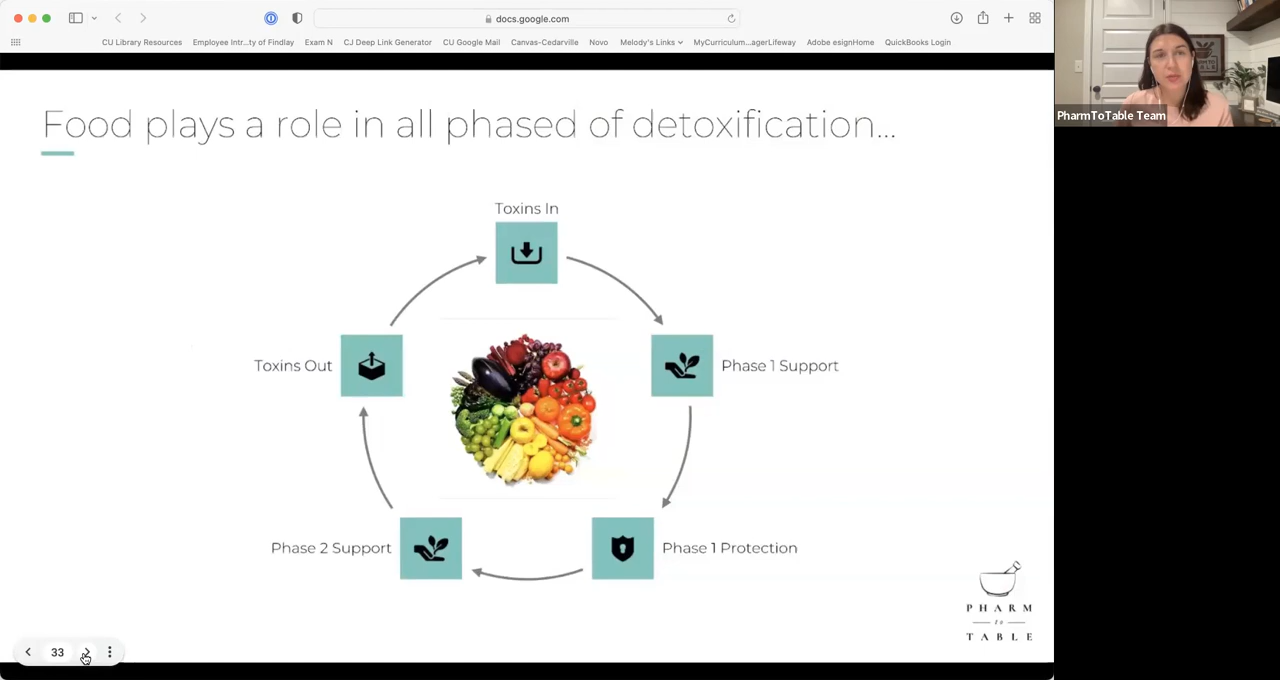 docs.google.com
CU Library Resources Employee Intr...ty of Findlay Exam N CJ Deep Link Generator CU Google Mail Canvas-Cedarville Novo Melody's Links MyCurriculum...agerLifeway Adobe esignHome QuickBooks Login
PharmToTable Team
Food plays a role in all phased of detoxification...
Toxins In
Toxins Out
Phase 1 Support
Phase 2 Support
Phase 1 Protection
PHARM
to
TABLE
33